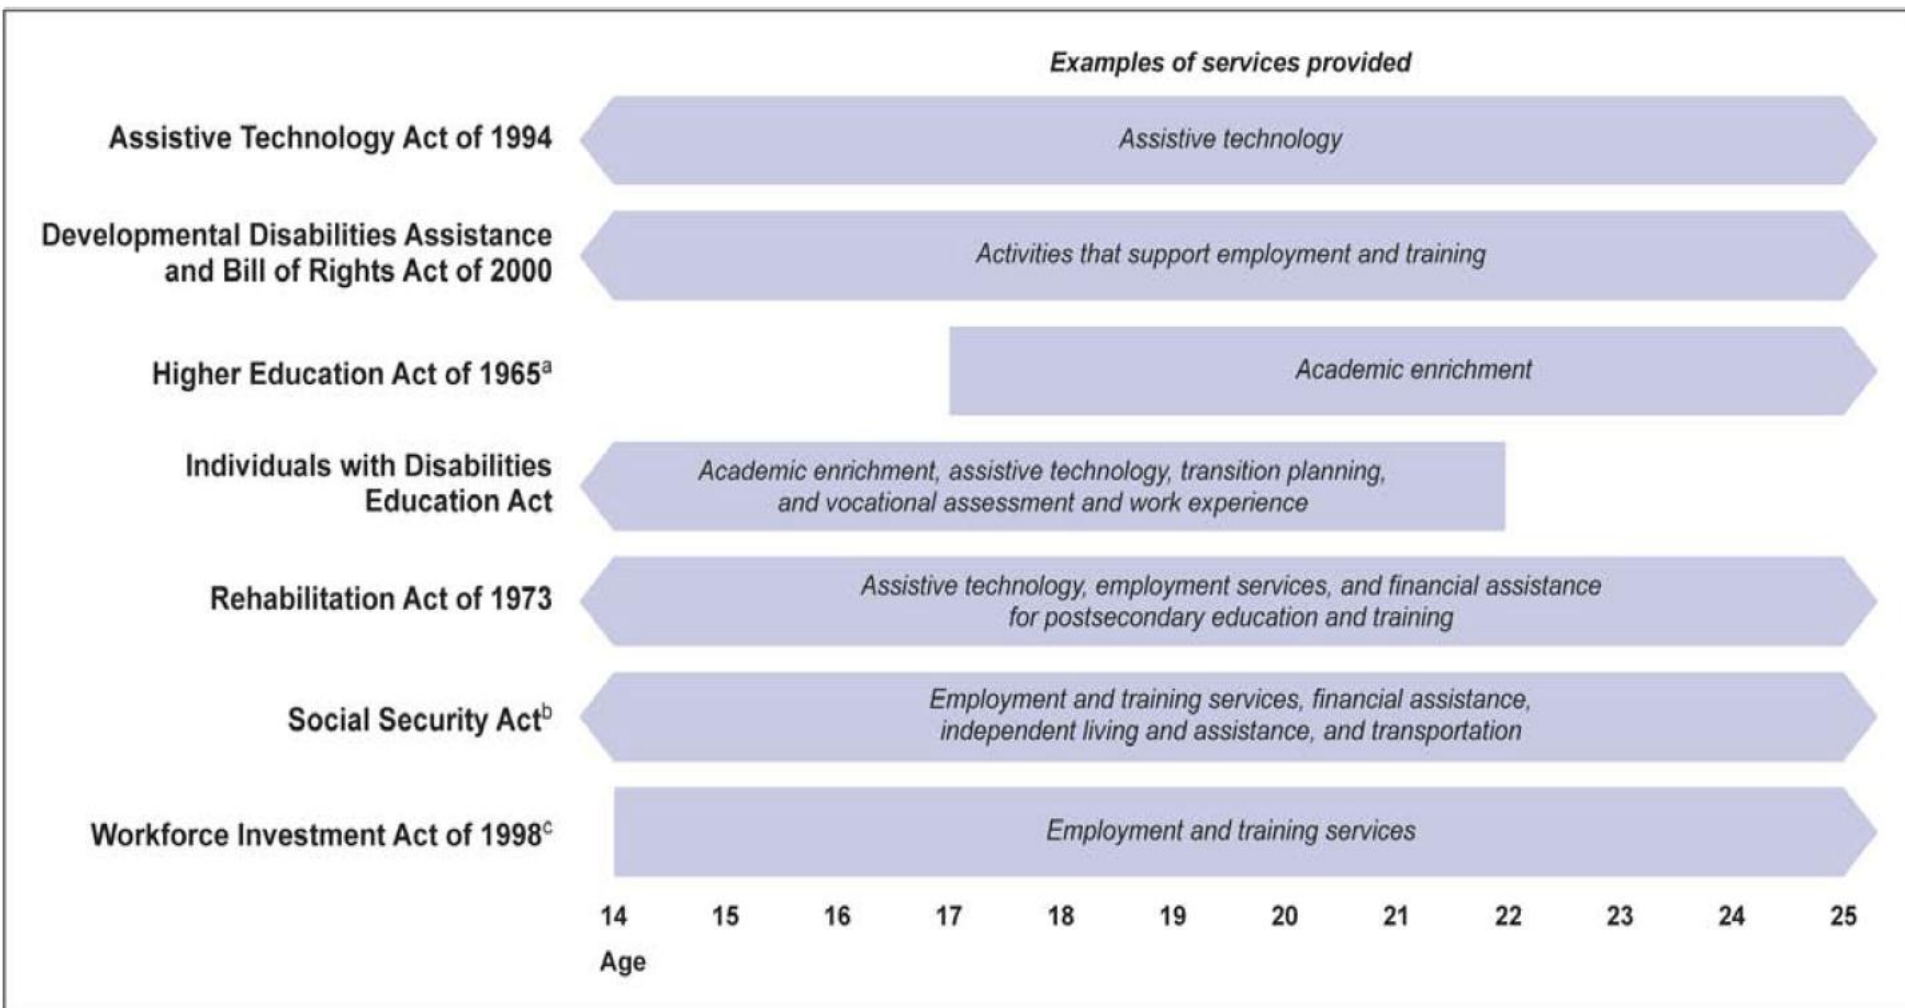 Examples of services provided
Assistive Technology Act of 1994
Assistive technology
Developmental Disabilities Assistance
and Bill of Rights Act of 2000
Activities that support employment and training
Higher Education Act of 1965ᵃ
Academic enrichment
Individuals with Disabilities
Education Act
Academic enrichment, assistive technology, transition planning,
and vocational assessment and work experience
Rehabilitation Act of 1973
Assistive technology, employment services, and financial assistance
for postsecondary education and training
Social Security Actᵇ
Employment and training services, financial assistance,
independent living and assistance, and transportation
Workforce Investment Act of 1998ᶜ
Employment and training services
14 15 16 17 18 19 20 21 22 23 24 25
Age